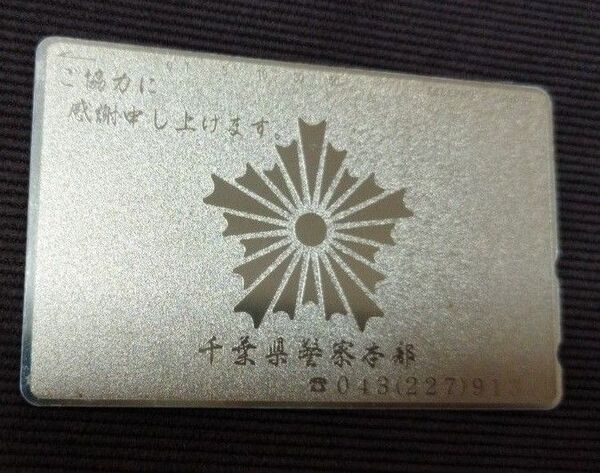 ご協力に
感謝申し上げます。
千葉県警察本部
☎043(227)91